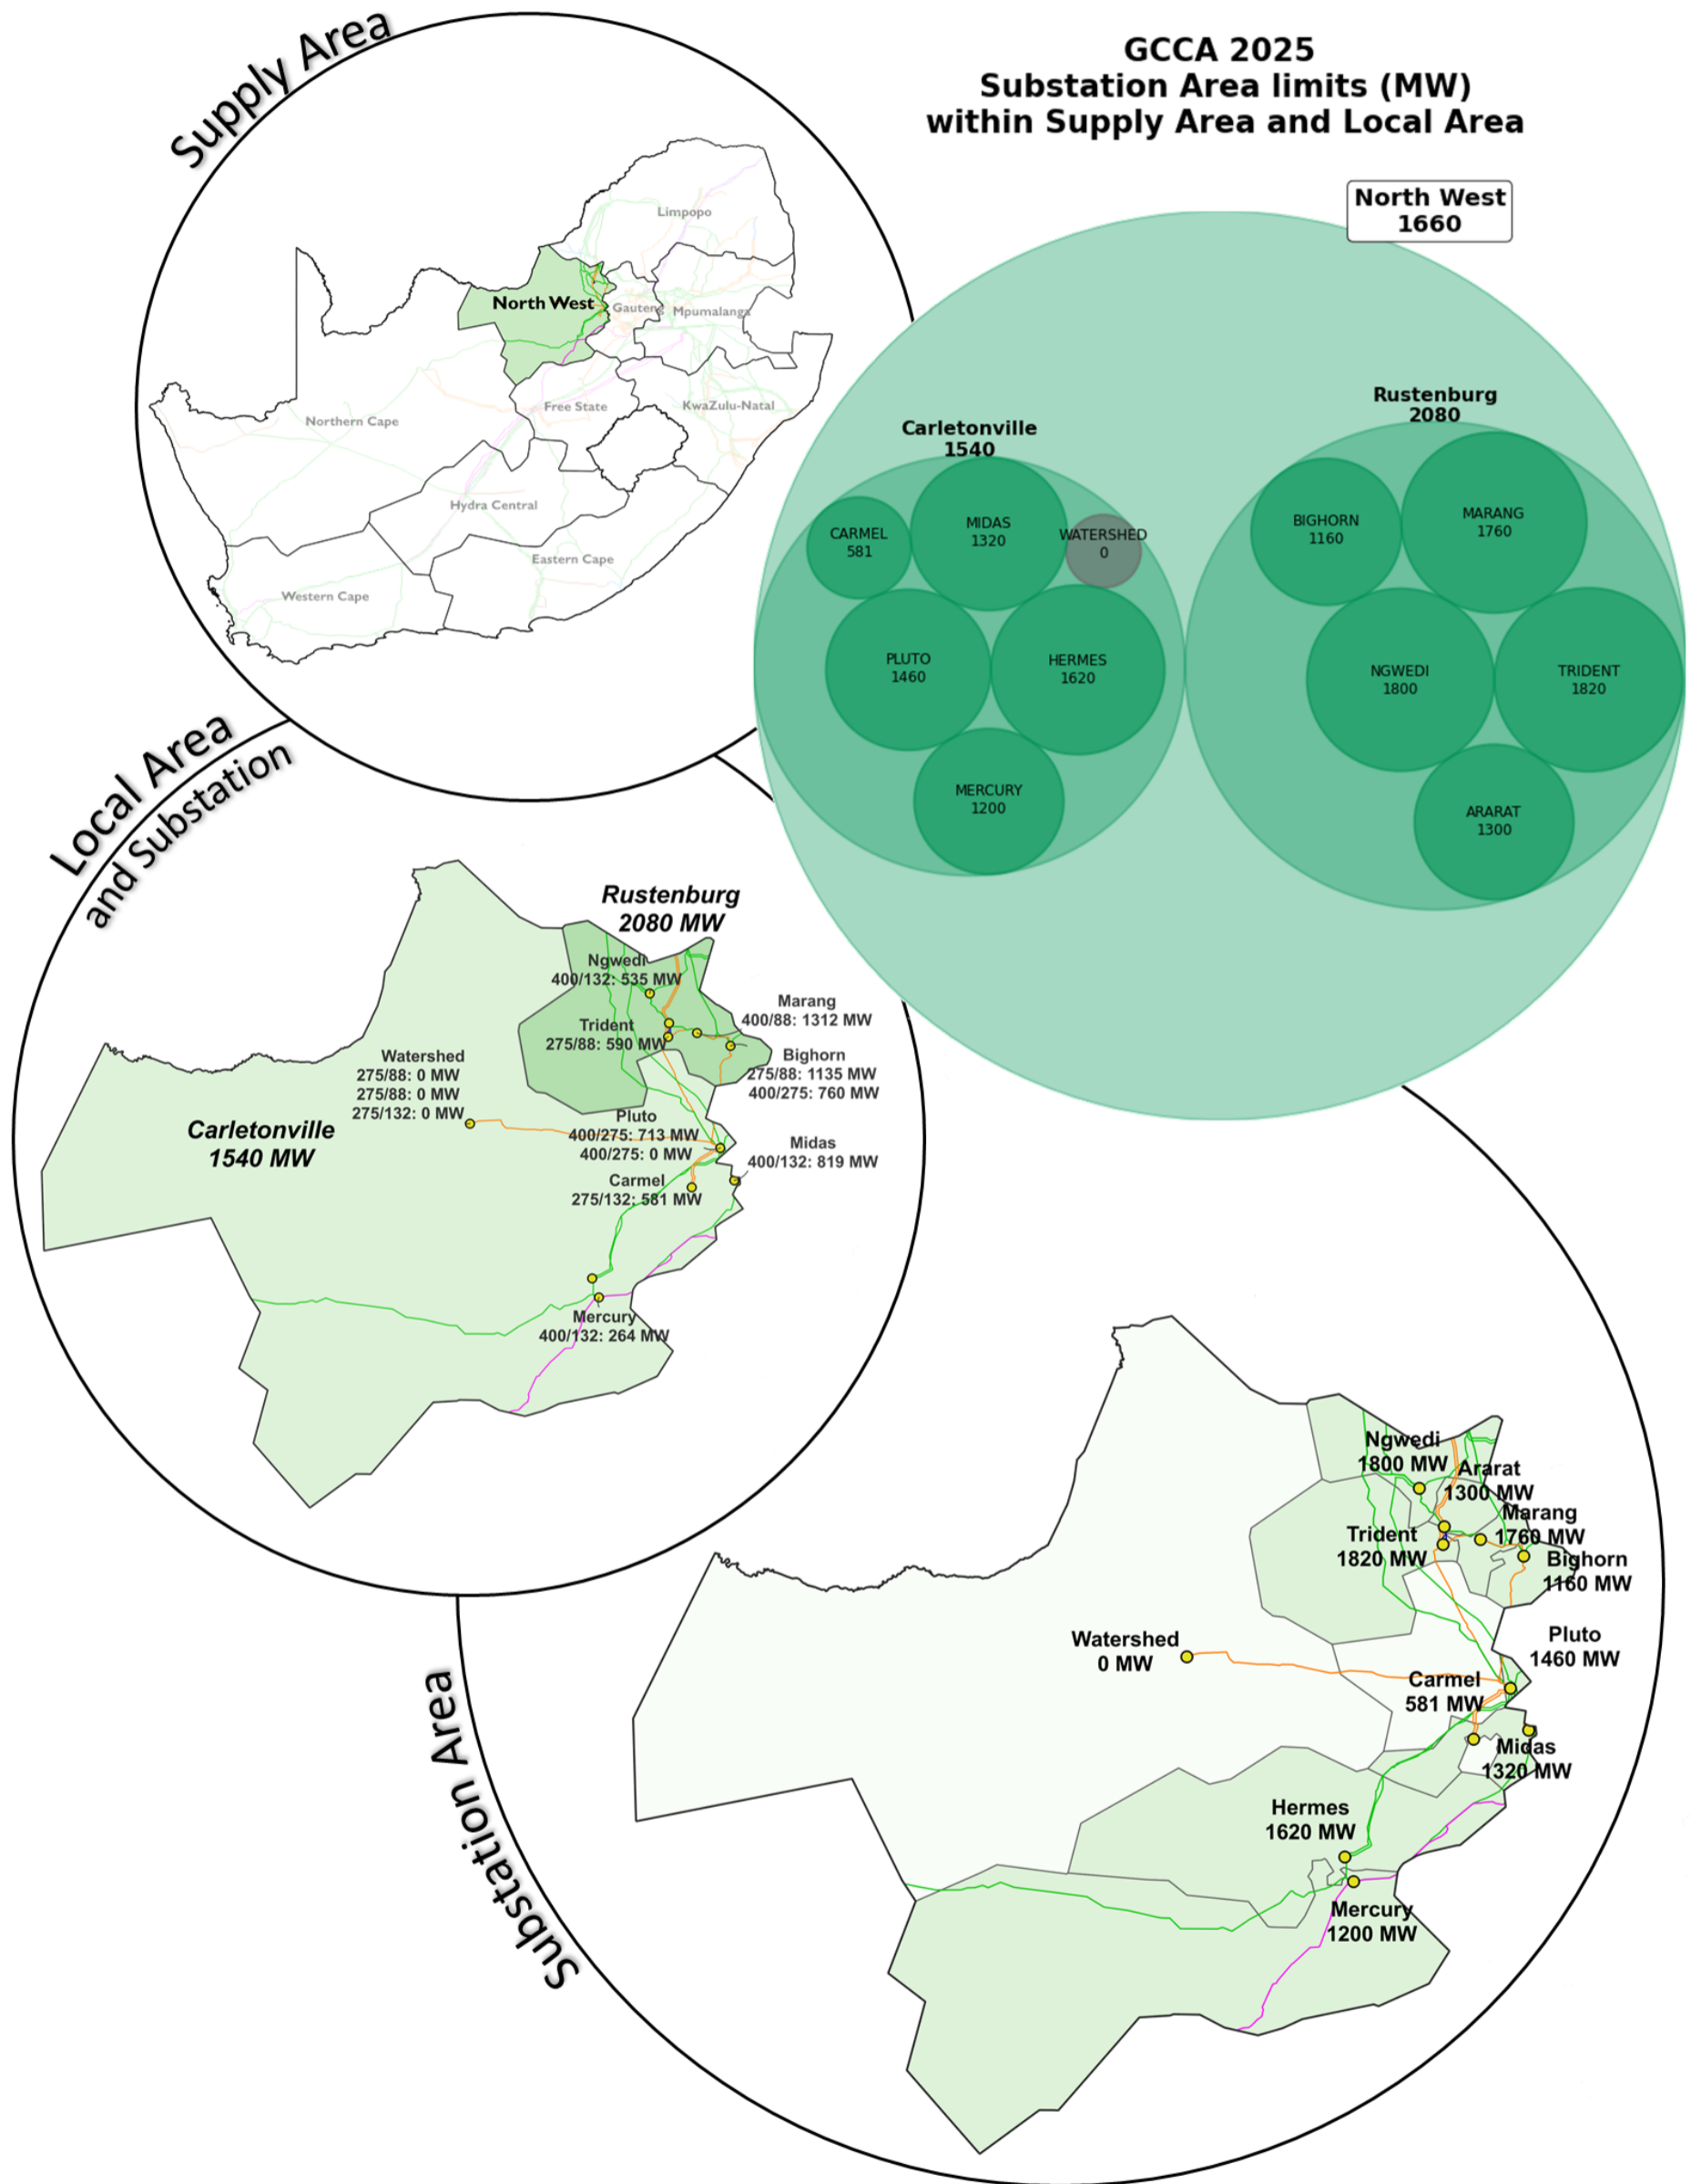 Supply Area
GCCA 2025
Substation Area limits (MW)
within Supply Area and Local Area
North West
1660
Limpopo
North West
Gauteng
Mpumalanga
Northern Cape
Free State
KwaZulu-Natal
Hydra Central
Eastern Cape
Western Cape
Carletonville
1540
Rustenburg
2080
CARMEL
581
MIDAS
1320
WATERSHED
0
PLUTO
1460
HERMES
1620
MERCURY
1200
BIGHORN
1160
MARANG
1760
NGWEDI
1800
TRIDENT
1820
ARARAT
1300
Local Area
and Substation
Rustenburg
2080 MW
Ngwedi
400/132: 535 MW
Marang
400/88: 1312 MW
Trident
275/88: 590 MW
Bighorn
275/88: 1135 MW
400/275: 760 MW
Watershed
275/88: 0 MW
275/88: 0 MW
275/132: 0 MW
Carletonville
1540 MW
Pluto
400/275: 713 MW
400/275: 0 MW
Midas
400/132: 819 MW
Carmel
275/132: 581 MW
Mercury
400/132: 264 MW
Substation Area
Ngwedi
1800 MW
Ararat
1300 MW
Marang
1760 MW
Trident
1820 MW
Bighorn
1160 MW
Watershed
0 MW
Pluto
1460 MW
Carmel
581 MW
Midas
1320 MW
Hermes
1620 MW
Mercury
1200 MW